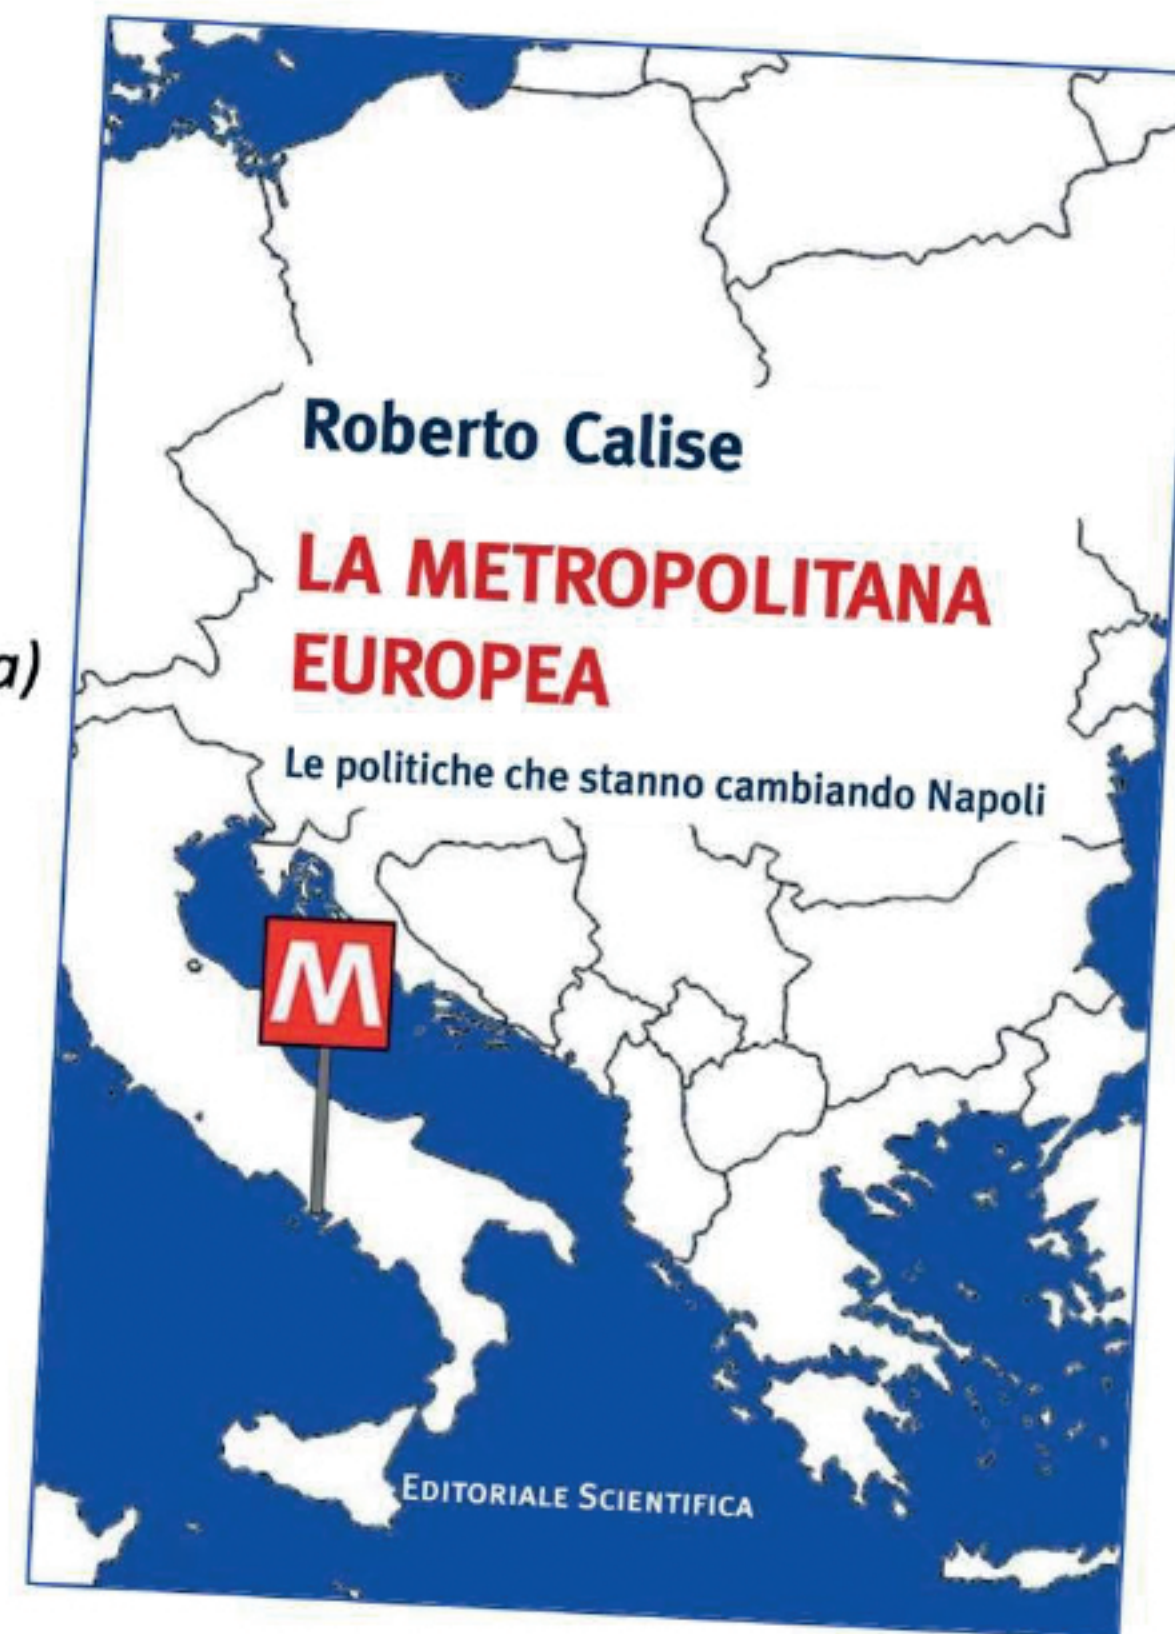 Roberto Calise
LA METROPOLITANA
EUROPEA
a)
Le politiche che stanno cambiando Napoli
M
EDITORIALE SCIENTIFICA